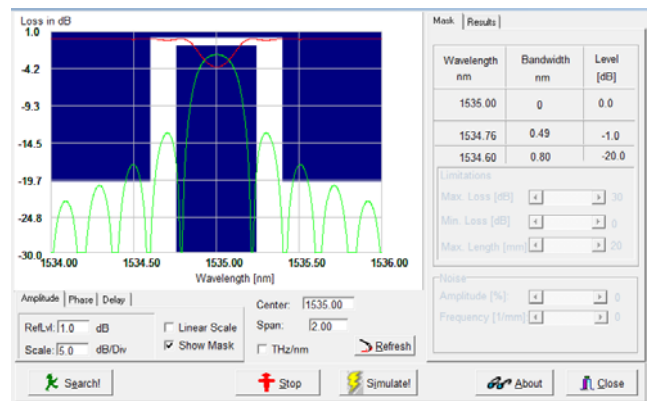 Loss in dB
1.0
-4.2
-9.3
-14.5
-19.7
-24.8
-30.0
1534.00 1534.50 1535.00 1535.50 1536.00
Wavelength [nm]
Mask Results
Wavelength nm Bandwidth nm Level [dB]
1535.00 0 0.0
1534.76 0.49 -1.0
1534.60 0.80 -20.0
Limitations
Max. Loss [dB] 30
Min. Loss [dB] 0
Max. Length [mm] 20
Noise
Amplitude [%]: 0
Frequency [1/mm] 0
Amplitude Phase Delay
RefLvl: 1.0 dB
Scale: 5.0 dB/Div
Linear Scale
Show Mask
Center: 1535.00
Span: 2.00
THz/nm
Refresh
Search! Stop Simulate! About Close